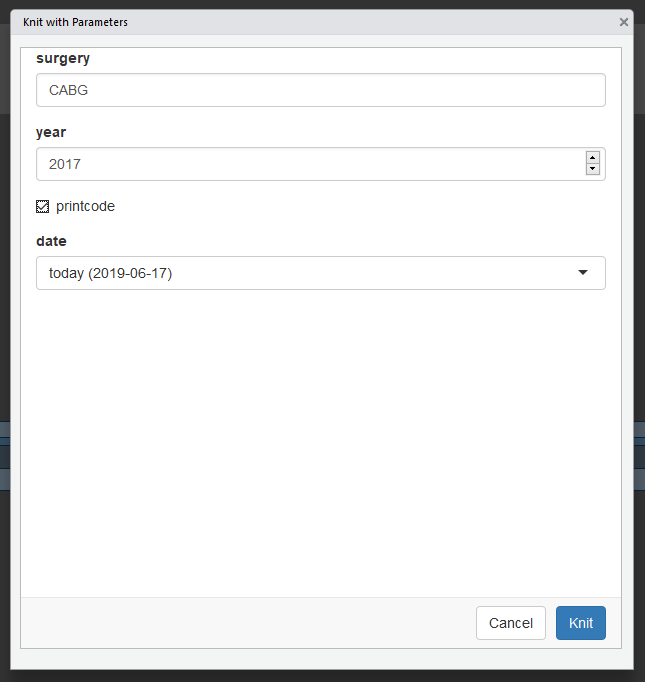 Knit with Parameters
surgery
CABG
year
2017
printcode
date
today (2019-06-17)
Cancel
Knit